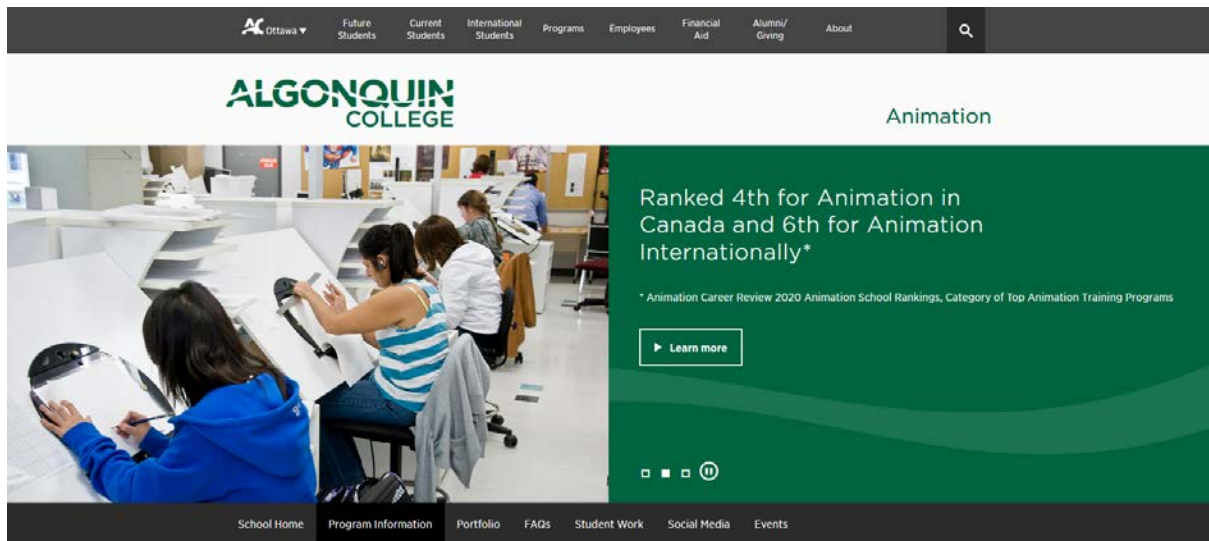 AC Ottawa ▼
Future Students
Current Students
International Students
Programs
Employees
Financial Aid
Alumni/ Giving
About
ALGONQUIN
COLLEGE
Animation
Ranked 4th for Animation in
Canada and 6th for Animation
Internationally*
* Animation Career Review 2020 Animation School Rankings, Category of Top Animation Training Programs
Learn more
School Home
Program Information
Portfolio
FAQs
Student Work
Social Media
Events